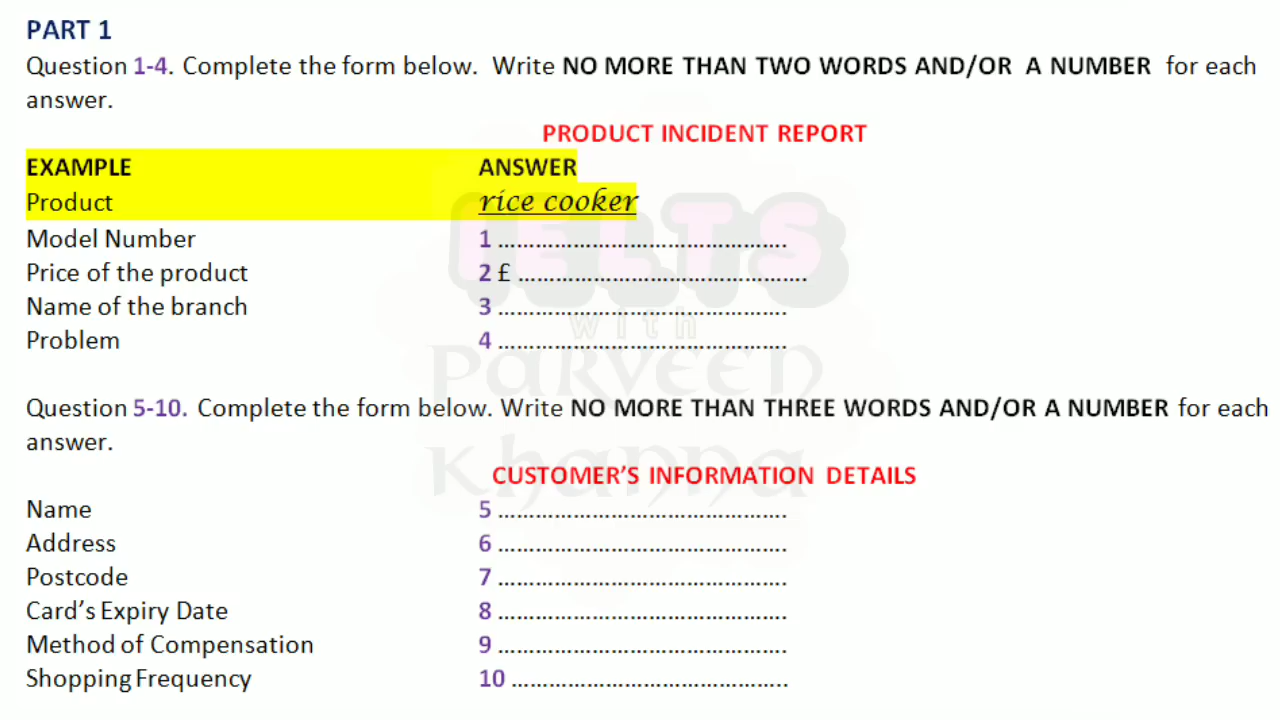 PART 1
Question 1-4. Complete the form below. Write NO MORE THAN TWO WORDS AND/OR A NUMBER for each
answer.
PRODUCT INCIDENT REPORT
EXAMPLE ANSWER
Product rice cooker
Model Number 1 ………………………………………….
Price of the product 2 £ ………………………………………….
Name of the branch 3 ………………………………………….
Problem 4 ………………………………………….
IELTS
with
PARVEEN
Khanna
Question 5-10. Complete the form below. Write NO MORE THAN THREE WORDS AND/OR A NUMBER for each
answer.
CUSTOMER’S INFORMATION DETAILS
Name 5 ………………………………………….
Address 6 ………………………………………….
Postcode 7 ………………………………………….
Card’s Expiry Date 8 ………………………………………….
Method of Compensation 9 ………………………………………….
Shopping Frequency 10 ………………………………………..